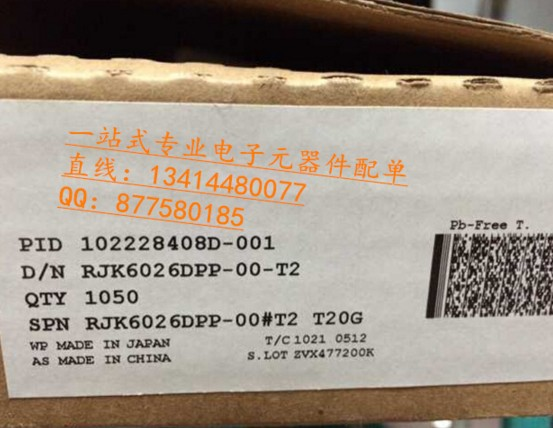 一站式专业电子元器件配单
直线：13414480077
QQ：877580185
Pb-Free T.
PID 102228408D-001
D/N RJK6026DPP-00-T2
QTY 1050
SPN RJK6026DPP-00#T2 T20G
WP MADE IN JAPAN T/C 1021 0512
AS MADE IN CHINA S.LOT ZVX477200K